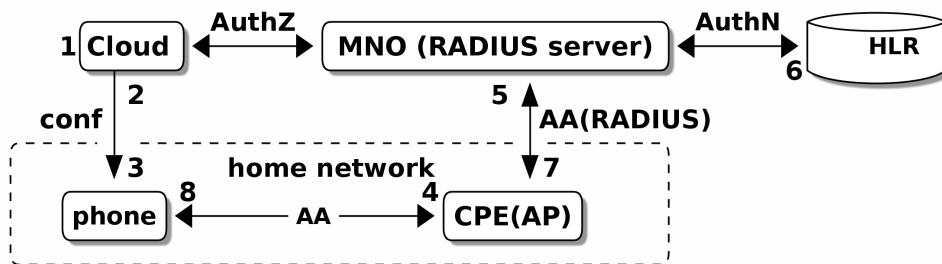 AuthZ
AuthN
1 Cloud
MNO (RADIUS server)
HLR
6
2
5
conf
AA(RADIUS)
3
home network
7
8
4
phone
AA
CPE(AP)